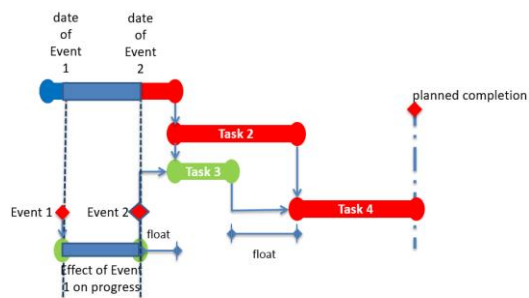 date
of
Event
1
date
of
Event
2
planned completion
Task 2
Task 3
Event 1
Event 2
Task 4
float
float
Effect of Event
1 on progress